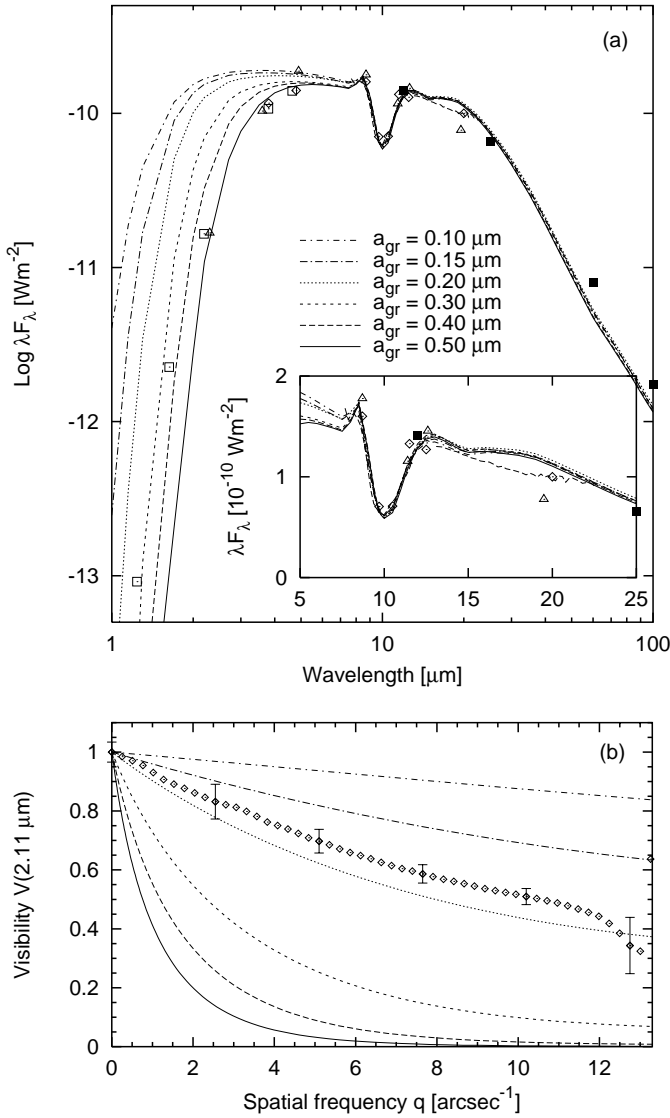 (a)
-10
-11
-12
-13
Log λF_λ [Wm^-2]
a_gr = 0.10 μm
a_gr = 0.15 μm
a_gr = 0.20 μm
a_gr = 0.30 μm
a_gr = 0.40 μm
a_gr = 0.50 μm
2
1
0
λF_λ [10^-10 Wm^-2]
5 10 15 20 25
1 10 100
Wavelength [μm]
(b)
1
0.8
0.6
0.4
0.2
0
Visibility V(2.11 μm)
0 2 4 6 8 10 12
Spatial frequency q [arcsec^-1]